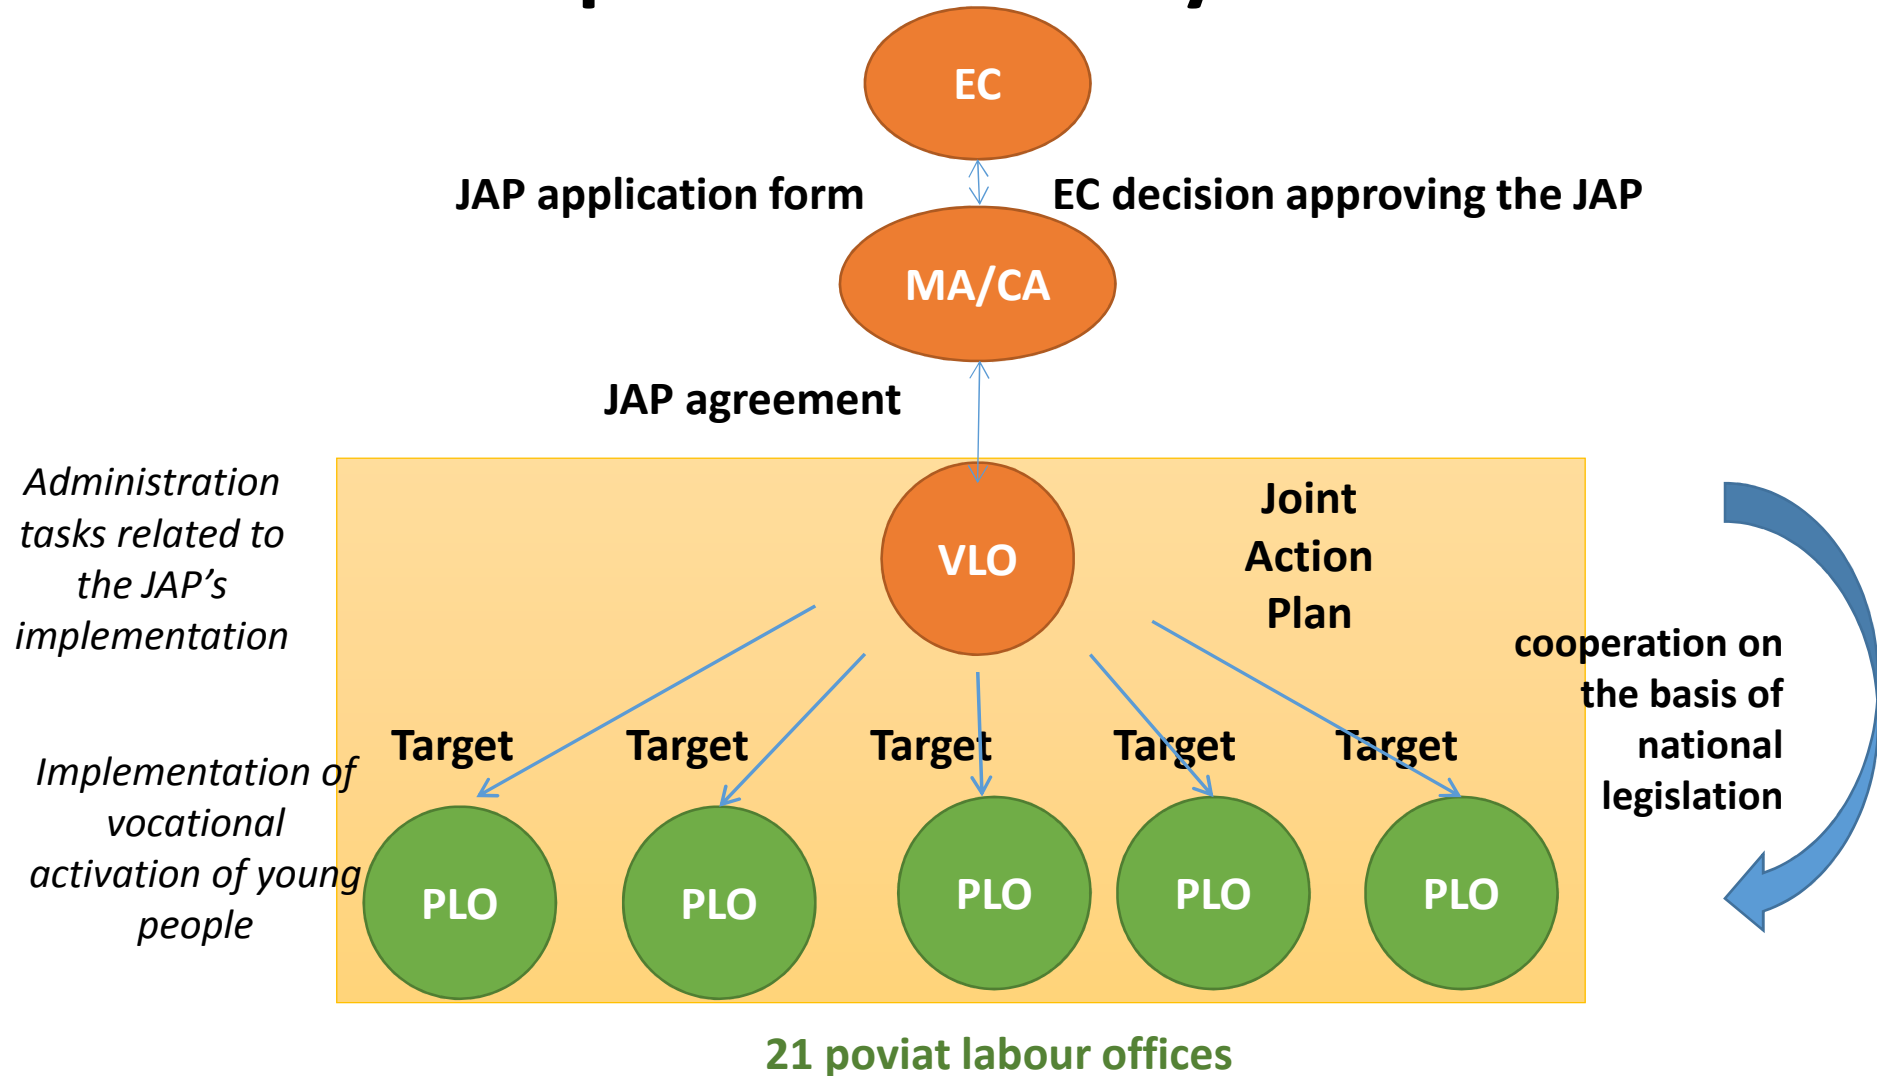 EC
JAP application form
EC decision approving the JAP
MA/CA
JAP agreement
Administration
tasks related to
the JAP’s
implementation
VLO
Joint
Action
Plan
cooperation on
the basis of
national
legislation
Target
Target
Target
Target
Target
Implementation of
vocational
activation of young
people
PLO
PLO
PLO
PLO
PLO
21 poviat labour offices